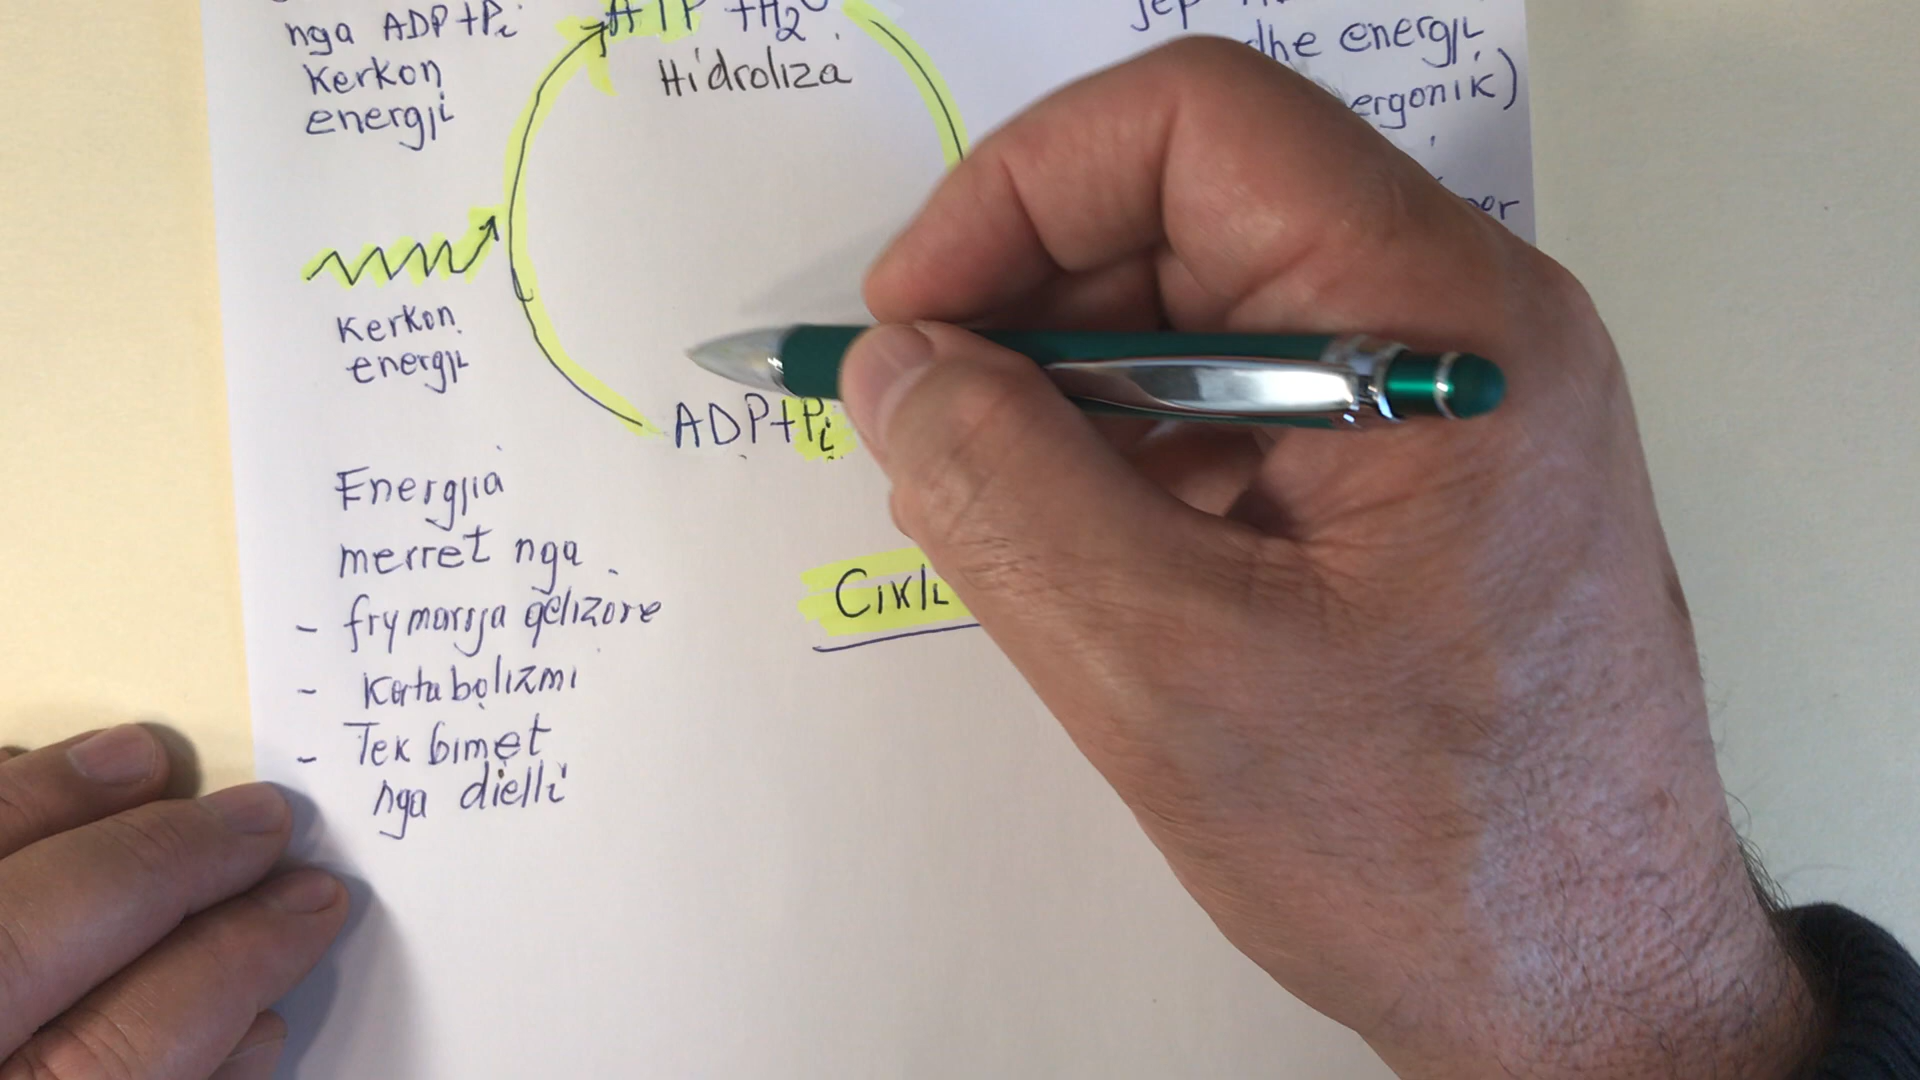 nga ADP+Pi
Kerkon
energji
ATP +H2O
Hidroliza
jep
dhe energji
ergonik)
Kerkon
energji
ADP+Pi
Energjia
merret nga
- frymarrja qelizore
- Katabolizmi
- Tek bimet
nga dielli
Cikli